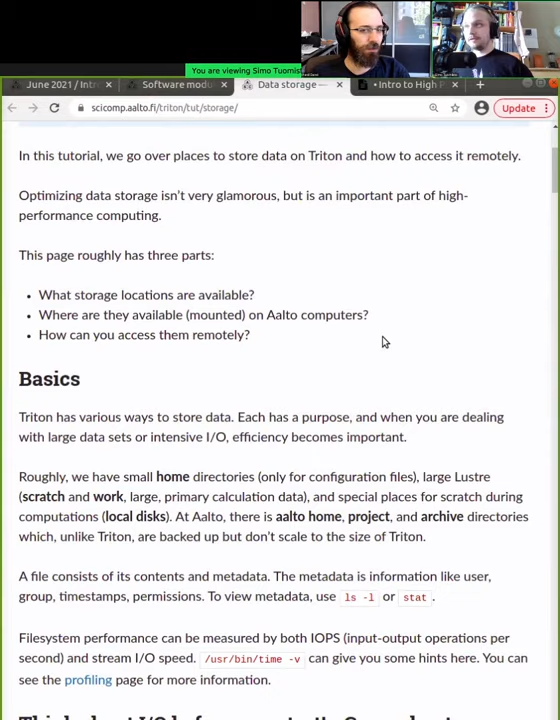 You are viewing Simo Tuomist
June 2021 / Intr
Software modu
Data storage —
• Intro to High P
scicomp.aalto.fi/triton/tut/storage/
Update
In this tutorial, we go over places to store data on Triton and how to access it remotely.
Optimizing data storage isn't very glamorous, but is an important part of high-
performance computing.
This page roughly has three parts:
• What storage locations are available?
• Where are they available (mounted) on Aalto computers?
• How can you access them remotely?
Basics
Triton has various ways to store data. Each has a purpose, and when you are dealing
with large data sets or intensive I/O, efficiency becomes important.
Roughly, we have small home directories (only for configuration files), large Lustre
(scratch and work, large, primary calculation data), and special places for scratch during
computations (local disks). At Aalto, there is aalto home, project, and archive directories
which, unlike Triton, are backed up but don't scale to the size of Triton.
A file consists of its contents and metadata. The metadata is information like user,
group, timestamps, permissions. To view metadata, use ls -l or stat.
Filesystem performance can be measured by both IOPS (input-output operations per
second) and stream I/O speed. /usr/bin/time -v can give you some hints here. You can
see the profiling page for more information.